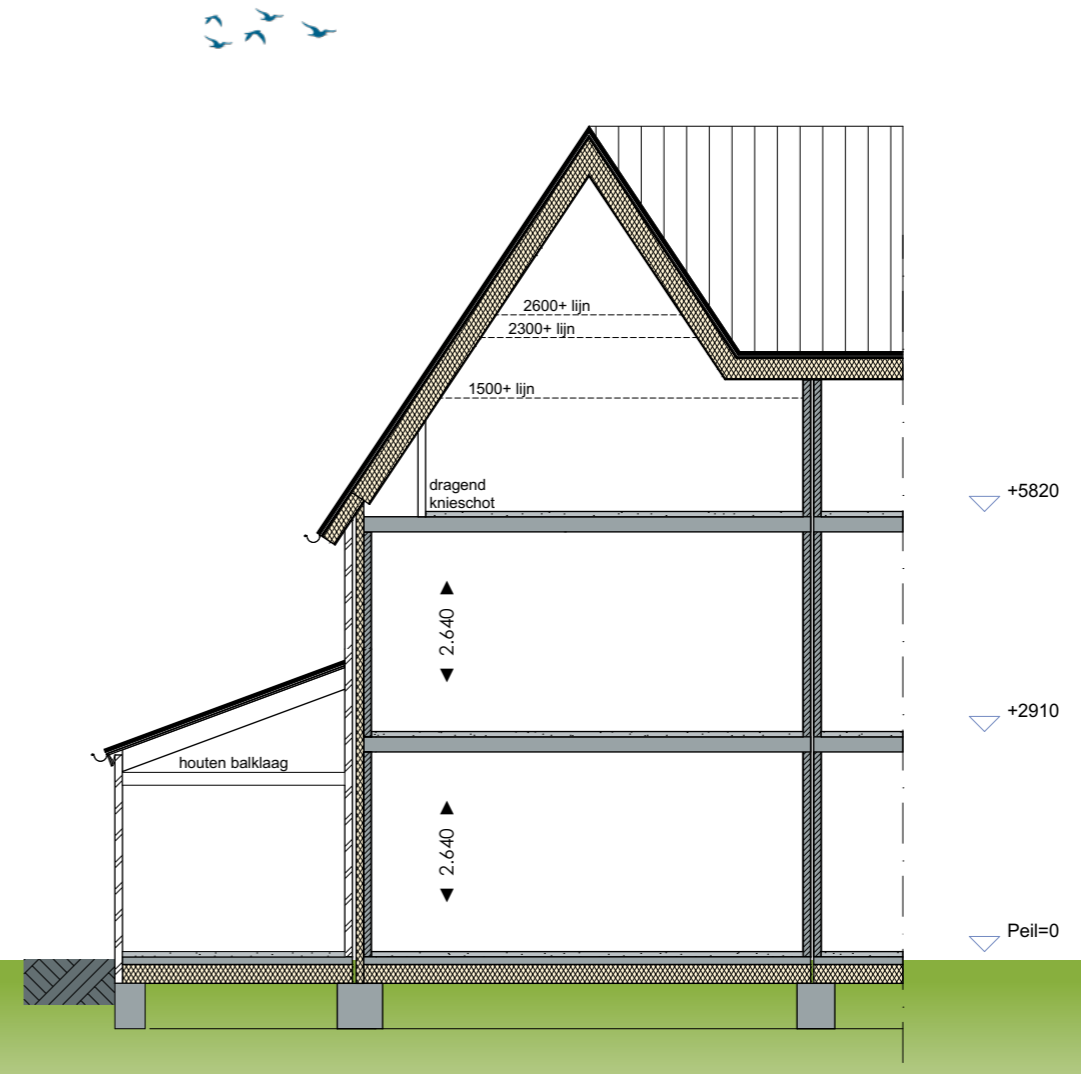 2600+ lijn
2300+ lijn
1500+ lijn
dragend
knieschot
+5820
2.640
+2910
houten balklaag
2.640
Peil=0